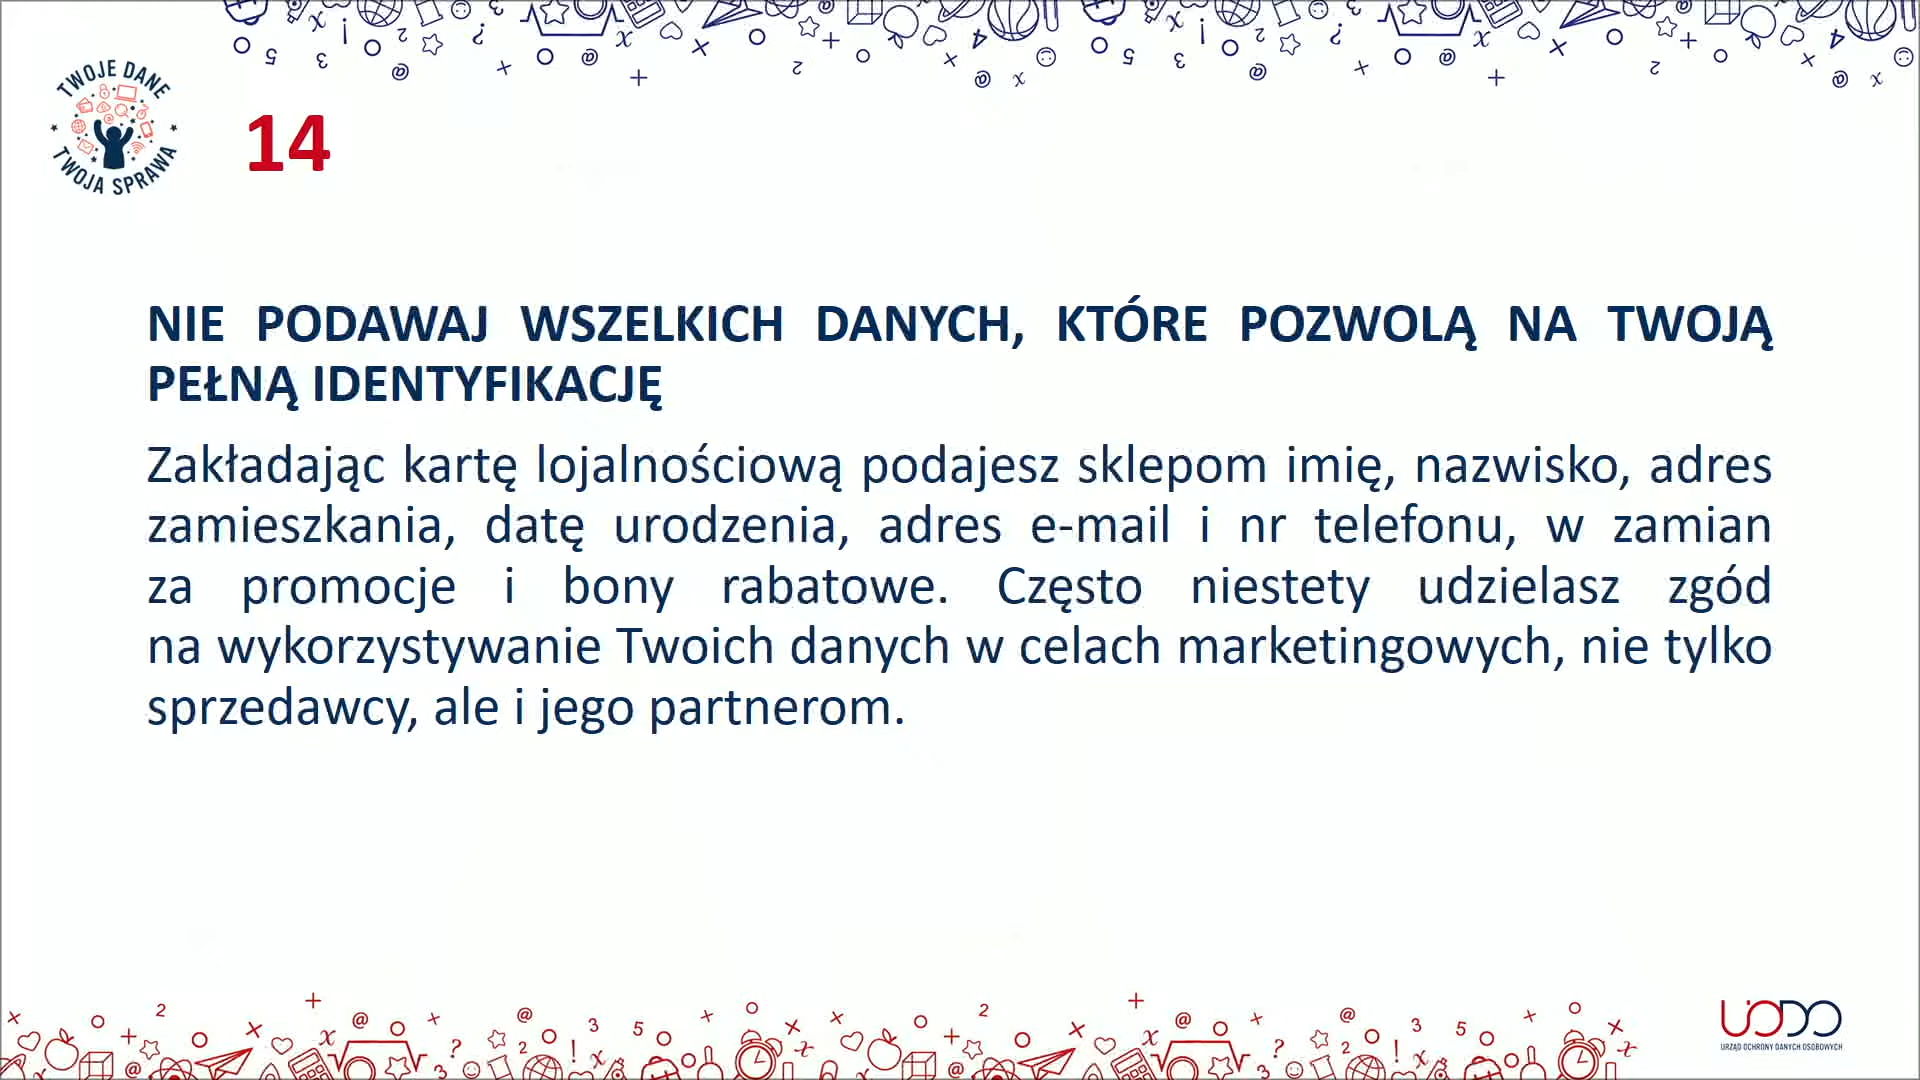 TWOJE DANE
TWOJA SPRAWA
14
NIE PODAWAJ WSZELKICH DANYCH, KTÓRE POZWOLĄ NA TWOJĄ
PEŁNĄ IDENTYFIKACJĘ
Zakładając kartę lojalnościową podajesz sklepom imię, nazwisko, adres
zamieszkania, datę urodzenia, adres e-mail i nr telefonu, w zamian
za promocje i bony rabatowe. Często niestety udzielasz zgód
na wykorzystywanie Twoich danych w celach marketingowych, nie tylko
sprzedawcy, ale i jego partnerom.
UODO
URZĄD OCHRONY DANYCH OSOBOWYCH